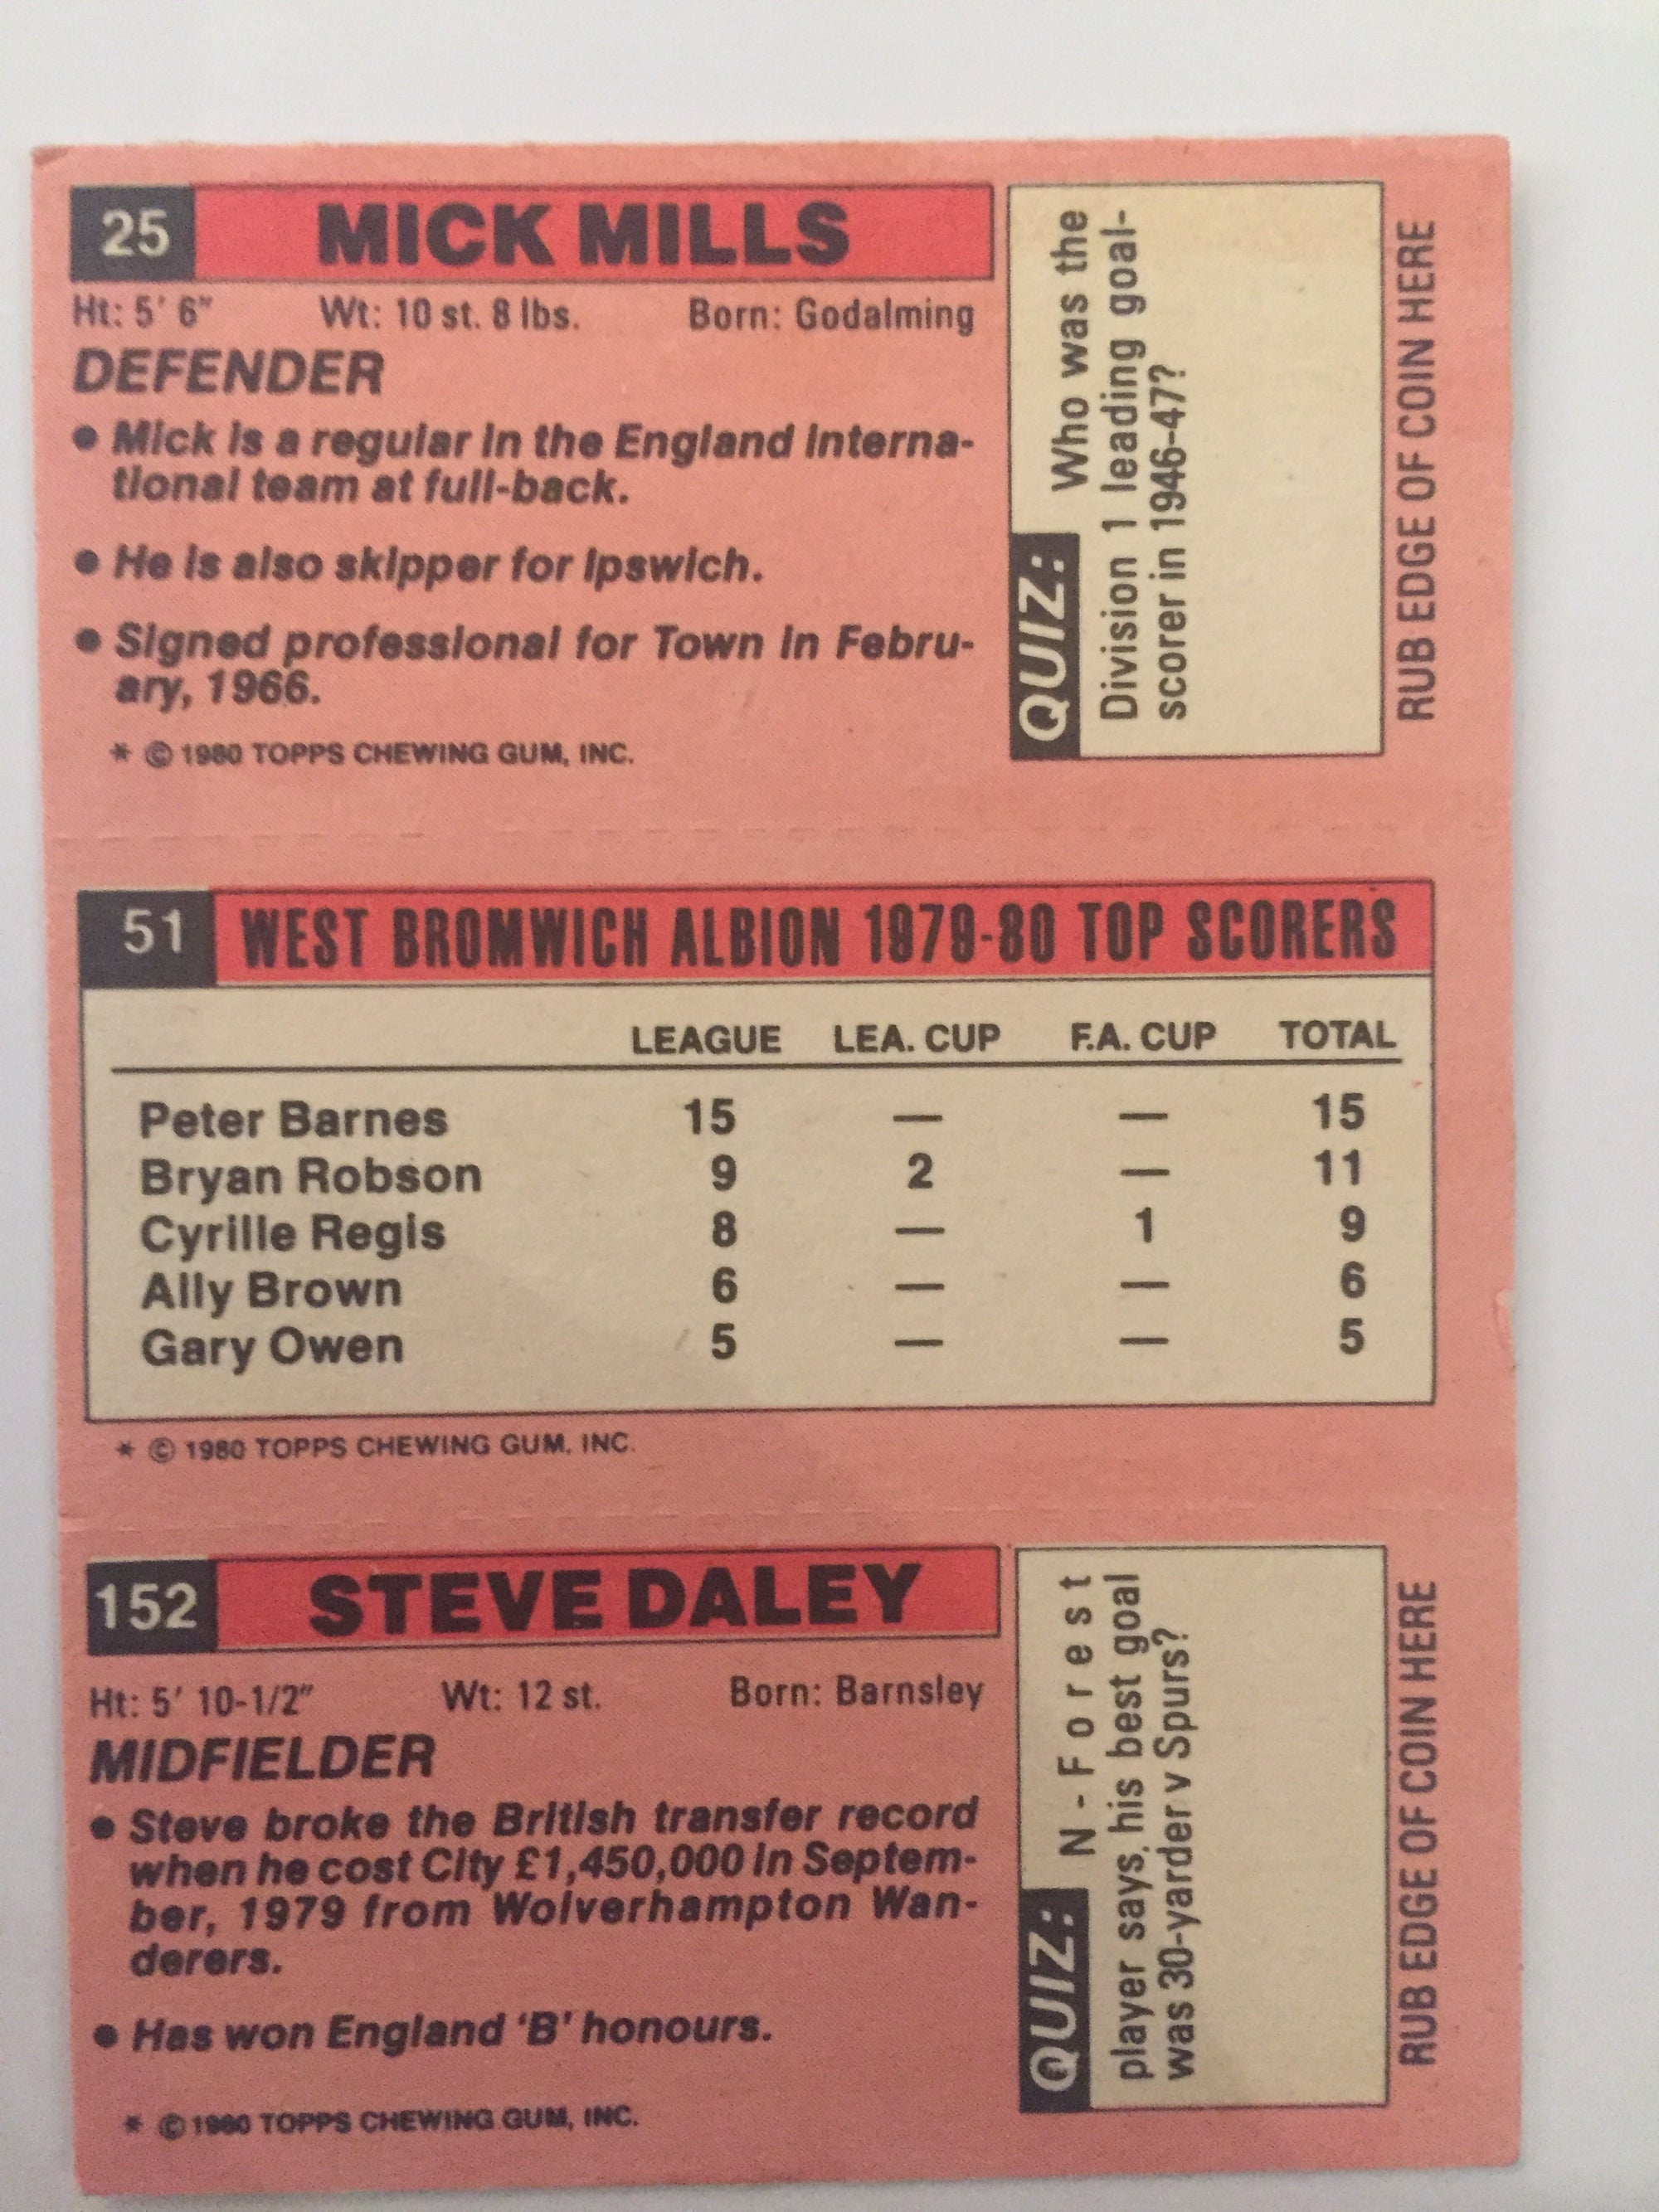 25 MICK MILLS
Ht: 5' 6" Wt: 10 st. 8 lbs. Born: Godalming
DEFENDER
● Mick is a regular in the England Interna-
tional team at full-back.
● He is also skipper for Ipswich.
● Signed professional for Town in Febru-
ary, 1966.
* © 1980 TOPPS CHEWING GUM, INC.
QUIZ: Who was the
Division 1 leading goal-
scorer in 1946-47?
RUB EDGE OF COIN HERE
51 WEST BROMWICH ALBION 1979-80 TOP SCORERS
LEAGUE LEA. CUP F.A. CUP TOTAL
Peter Barnes 15 — — 15
Bryan Robson 9 2 — 11
Cyrille Regis 8 — 1 9
Ally Brown 6 — — 6
Gary Owen 5 — — 5
* © 1980 TOPPS CHEWING GUM, INC.
152 STEVE DALEY
Ht: 5' 10-1/2" Wt: 12 st. Born: Barnsley
MIDFIELDER
● Steve broke the British transfer record
when he cost City £1,450,000 in Septem-
ber, 1979 from Wolverhampton Wan-
derers.
● Has won England 'B' honours.
* © 1980 TOPPS CHEWING GUM, INC.
QUIZ: N-Forest
player says, his best goal
was 30-yarder v Spurs?
RUB EDGE OF COIN HERE